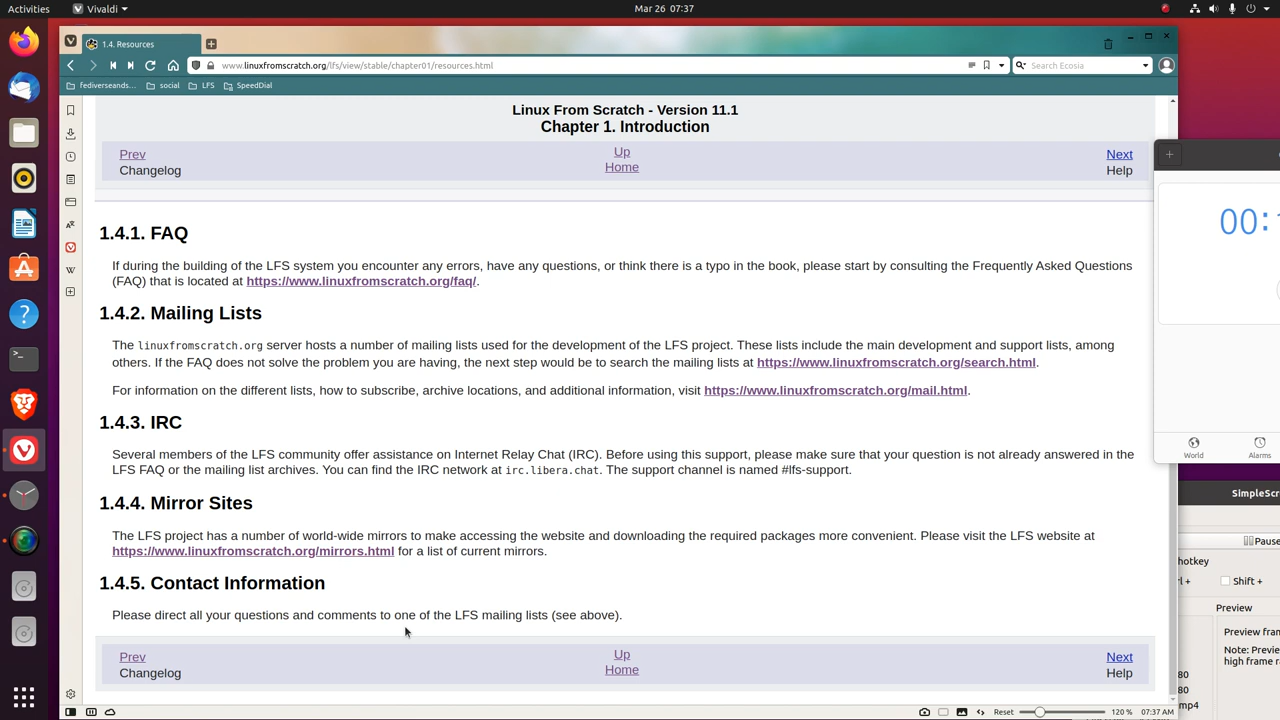 Activities
Vivaldi
Mar 26 07:37
1.4. Resources
www.linuxfromscratch.org/lfs/view/stable/chapter01/resources.html
Search Ecosia
fediverseands...
social
LFS
SpeedDial
Linux From Scratch - Version 11.1
Chapter 1. Introduction
Prev
Up
Next
Changelog
Home
Help
1.4.1. FAQ
If during the building of the LFS system you encounter any errors, have any questions, or think there is a typo in the book, please start by consulting the Frequently Asked Questions
(FAQ) that is located at https://www.linuxfromscratch.org/faq/.
1.4.2. Mailing Lists
The linuxfromscratch.org server hosts a number of mailing lists used for the development of the LFS project. These lists include the main development and support lists, among
others. If the FAQ does not solve the problem you are having, the next step would be to search the mailing lists at https://www.linuxfromscratch.org/search.html.
For information on the different lists, how to subscribe, archive locations, and additional information, visit https://www.linuxfromscratch.org/mail.html.
1.4.3. IRC
Several members of the LFS community offer assistance on Internet Relay Chat (IRC). Before using this support, please make sure that your question is not already answered in the
LFS FAQ or the mailing list archives. You can find the IRC network at irc.libera.chat. The support channel is named #lfs-support.
1.4.4. Mirror Sites
The LFS project has a number of world-wide mirrors to make accessing the website and downloading the required packages more convenient. Please visit the LFS website at
https://www.linuxfromscratch.org/mirrors.html for a list of current mirrors.
1.4.5. Contact Information
Please direct all your questions and comments to one of the LFS mailing lists (see above).
Prev
Up
Next
Changelog
Home
Help
Reset
120 %
07:37 AM
00:
World
Alarms
SimpleScr
Pause
hotkey
rl +
Shift +
Preview
Preview fram
Note: Previe
high frame ra
80
80
mp4